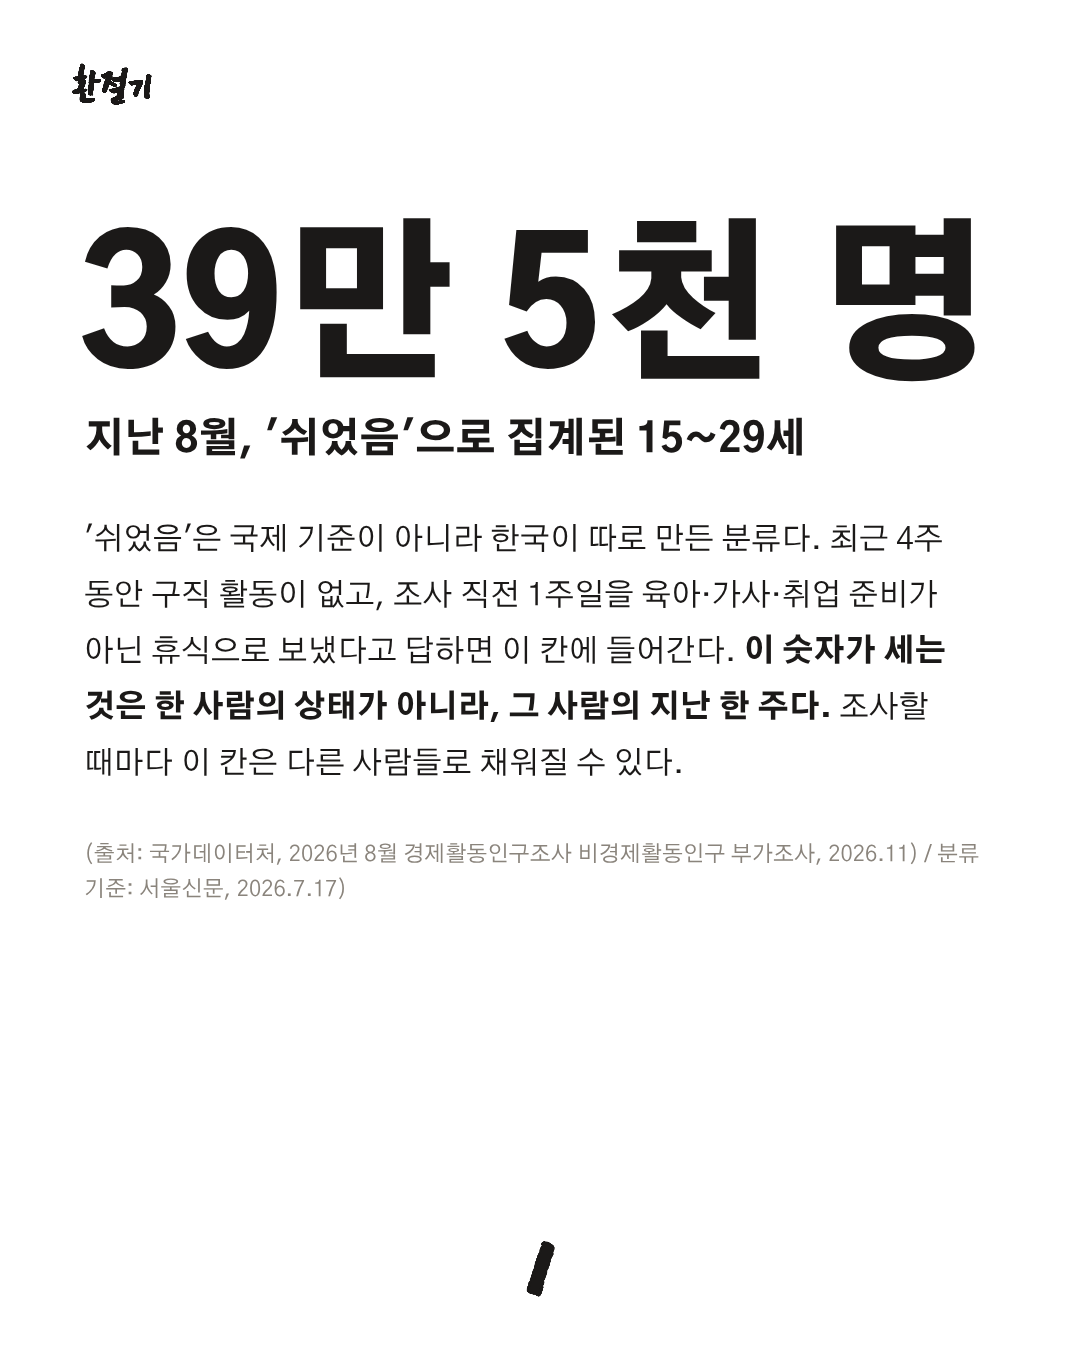 환절기
39만 5천 명
지난 8월, '쉬었음'으로 집계된 15~29세
'쉬었음'은 국제 기준이 아니라 한국이 따로 만든 분류다. 최근 4주
동안 구직 활동이 없고, 조사 직전 1주일을 육아·가사·취업 준비가
아닌 휴식으로 보냈다고 답하면 이 칸에 들어간다. 이 숫자가 세는
것은 한 사람의 상태가 아니라, 그 사람의 지난 한 주다. 조사할
때마다 이 칸은 다른 사람들로 채워질 수 있다.
(출처: 국가데이터처, 2026년 8월 경제활동인구조사 비경제활동인구 부가조사, 2026.11) / 분류
기준: 서울신문, 2026.7.17)